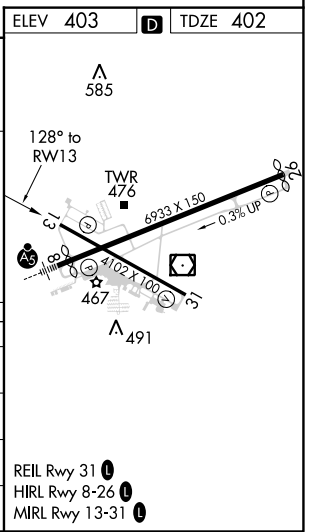 ELEV 403 D TDZE 402
585
128° to
RW13
TWR
476
6933 X 150
26
P
0.3% UP
13
P
A5
8
P
4102 X 100
V
31
467
491
REIL Rwy 31 L
HIRL Rwy 8-26 L
MIRL Rwy 13-31 L